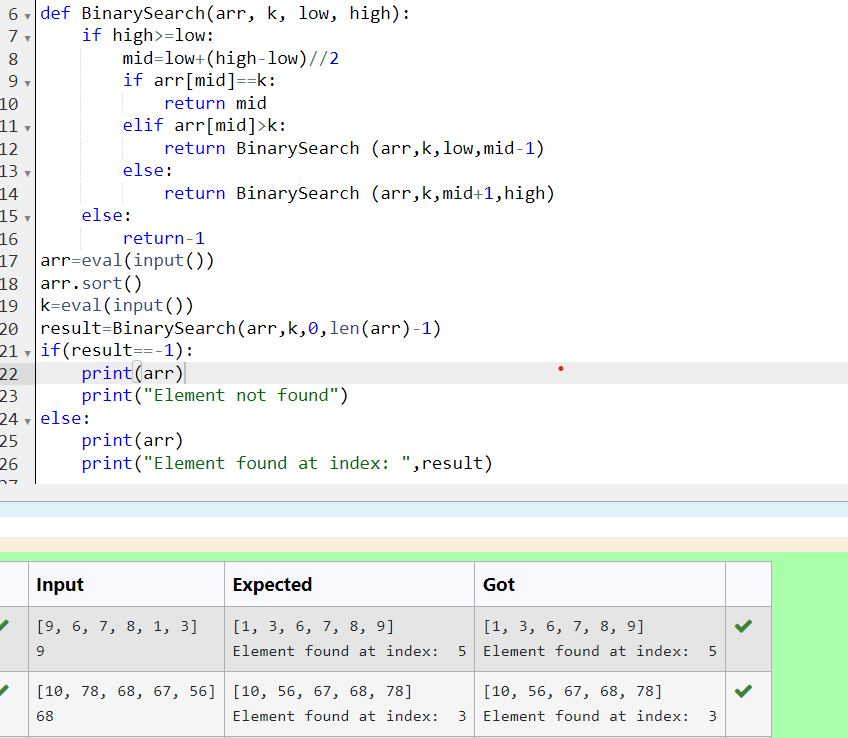 6 def BinarySearch(arr, k, low, high):
7     if high>=low:
8         mid=low+(high-low)//2
9         if arr[mid]==k:
10             return mid
11         elif arr[mid]>k:
12             return BinarySearch (arr,k,low,mid-1)
13         else:
14             return BinarySearch (arr,k,mid+1,high)
15     else:
16         return-1
17 arr=eval(input())
18 arr.sort()
19 k=eval(input())
20 result=BinarySearch(arr,k,0,len(arr)-1)
21 if(result==-1):
22     print(arr)
23     print("Element not found")
24 else:
25     print(arr)
26     print("Element found at index: ",result)
Input Expected Got
[9, 6, 7, 8, 1, 3] [1, 3, 6, 7, 8, 9] [1, 3, 6, 7, 8, 9]
9 Element found at index:  5 Element found at index:  5
[10, 78, 68, 67, 56] [10, 56, 67, 68, 78] [10, 56, 67, 68, 78]
68 Element found at index:  3 Element found at index:  3